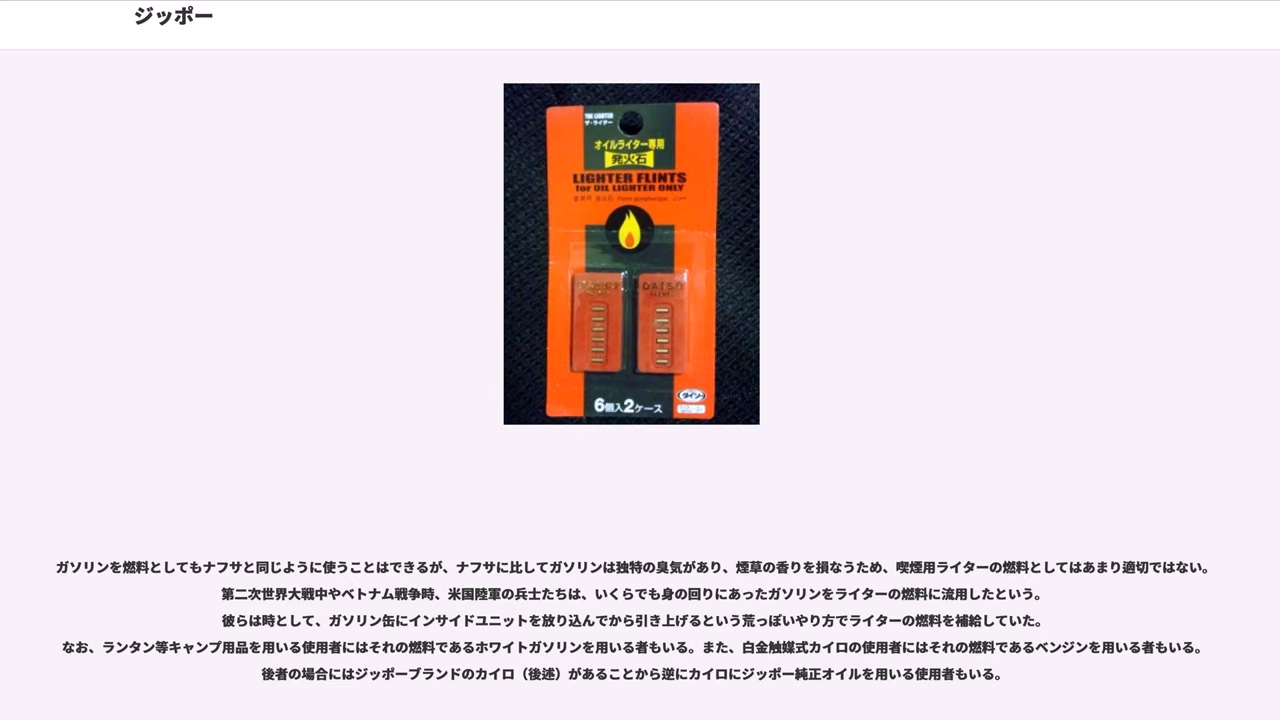 ジッポー
THE LIGHTER
ザ・ライター
オイルライター専用
発火石
LIGHTER FLINTS
for OIL LIGHTER ONLY
DAISO
6個入2ケース
ダイソー
ガソリンを燃料としてもナフサと同じように使うことはできるが、ナフサに比してガソリンは独特の臭気があり、煙草の香りを損なうため、喫煙用ライターの燃料としてはあまり適切ではない。
第二次世界大戦中やベトナム戦争時、米国陸軍の兵士たちは、いくらでも身の回りにあったガソリンをライターの燃料に流用したという。
彼らは時として、ガソリン缶にインサイドユニットを放り込んでから引き上げるという荒っぽいやり方でライターの燃料を補給していた。
なお、ランタン等キャンプ用品を用いる使用者にはそれの燃料であるホワイトガソリンを用いる者もいる。また、白金触媒式カイロの使用者にはそれの燃料であるベンジンを用いる者もいる。
後者の場合にはジッポーブランドのカイロ（後述）があることから逆にカイロにジッポー純正オイルを用いる使用者もいる。